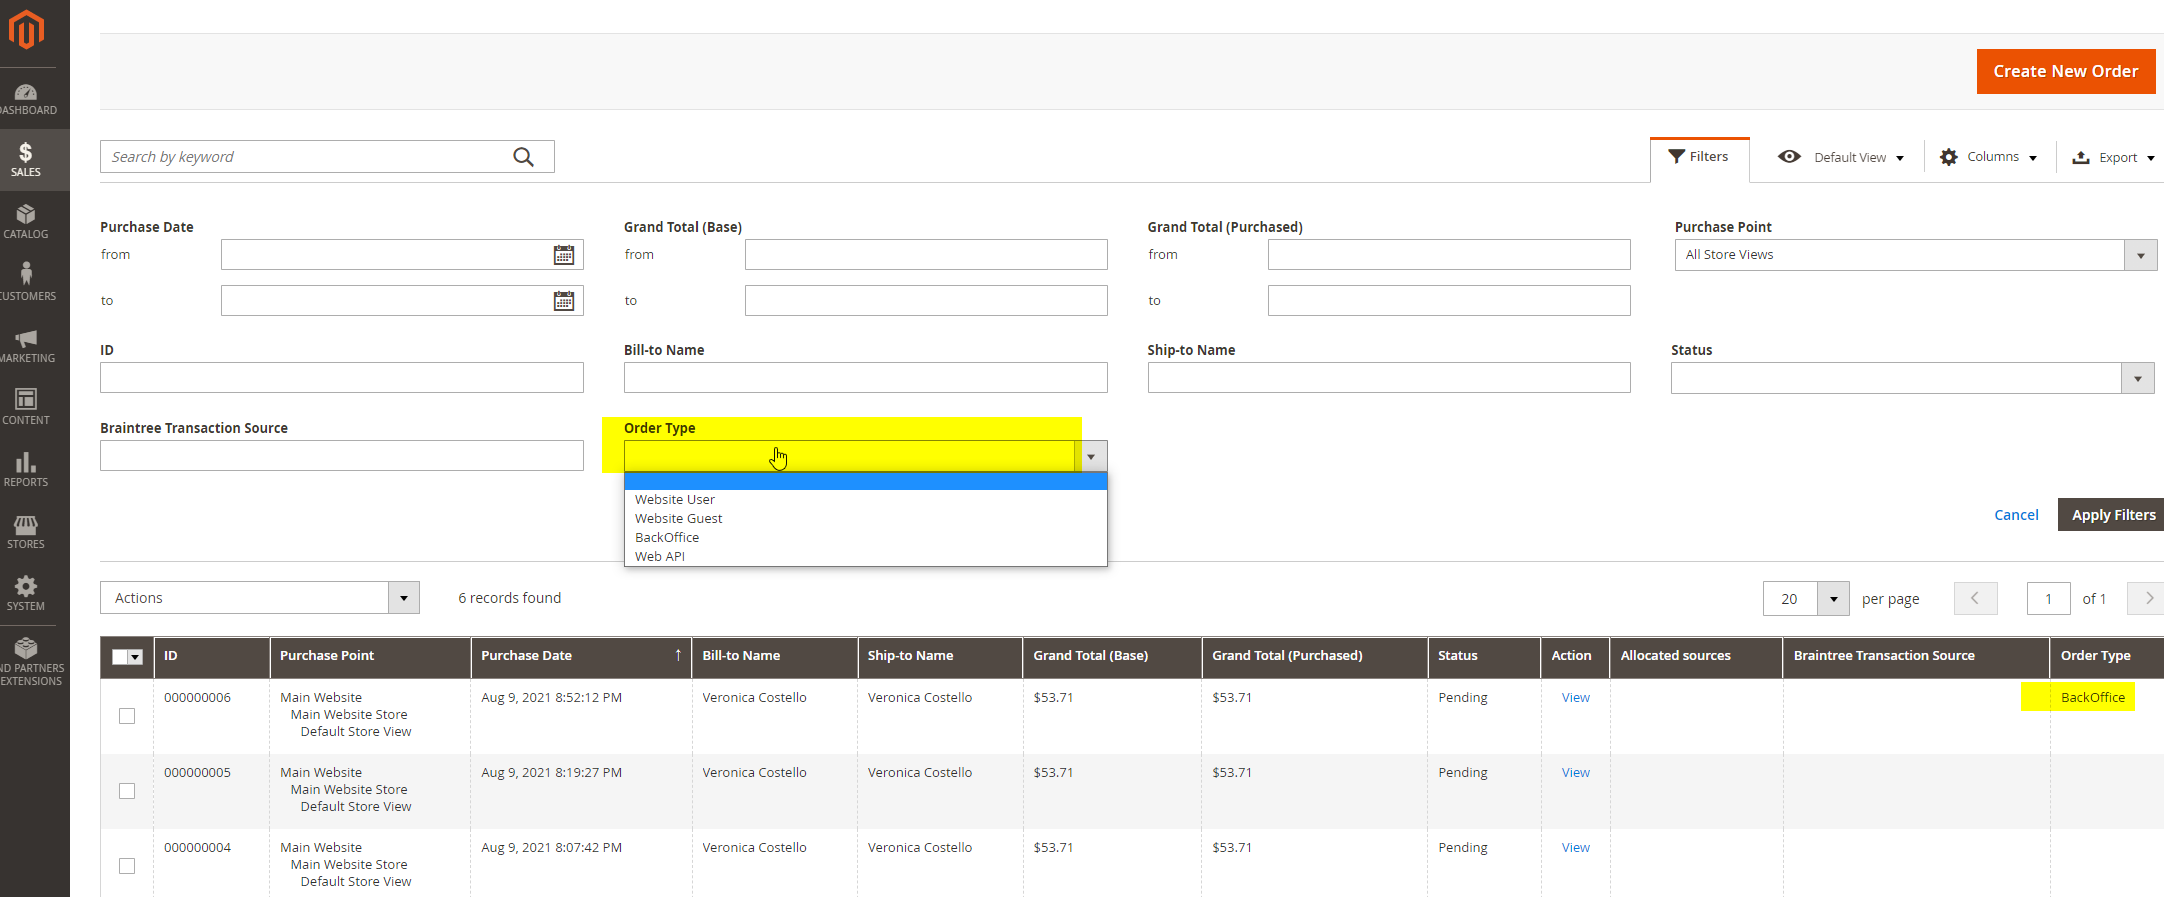 DASHBOARD
SALES
CATALOG
CUSTOMERS
MARKETING
CONTENT
REPORTS
STORES
SYSTEM
ND PARTNERS
EXTENSIONS
Create New Order
Search by keyword
Filters
Default View
Columns
Export
Purchase Date
from
to
Grand Total (Base)
from
to
Grand Total (Purchased)
from
to
Purchase Point
All Store Views
ID
Bill-to Name
Ship-to Name
Status
Braintree Transaction Source
Order Type
Website User
Website Guest
BackOffice
Web API
Cancel
Apply Filters
Actions
6 records found
20
per page
1
of 1
ID Purchase Point Purchase Date ↑ Bill-to Name Ship-to Name Grand Total (Base) Grand Total (Purchased) Status Action Allocated sources Braintree Transaction Source Order Type
000000006 Main Website Aug 9, 2021 8:52:12 PM Veronica Costello Veronica Costello $53.71 $53.71 Pending View BackOffice
Main Website Store
Default Store View
000000005 Main Website Aug 9, 2021 8:19:27 PM Veronica Costello Veronica Costello $53.71 $53.71 Pending View
Main Website Store
Default Store View
000000004 Main Website Aug 9, 2021 8:07:42 PM Veronica Costello Veronica Costello $53.71 $53.71 Pending View
Main Website Store
Default Store View